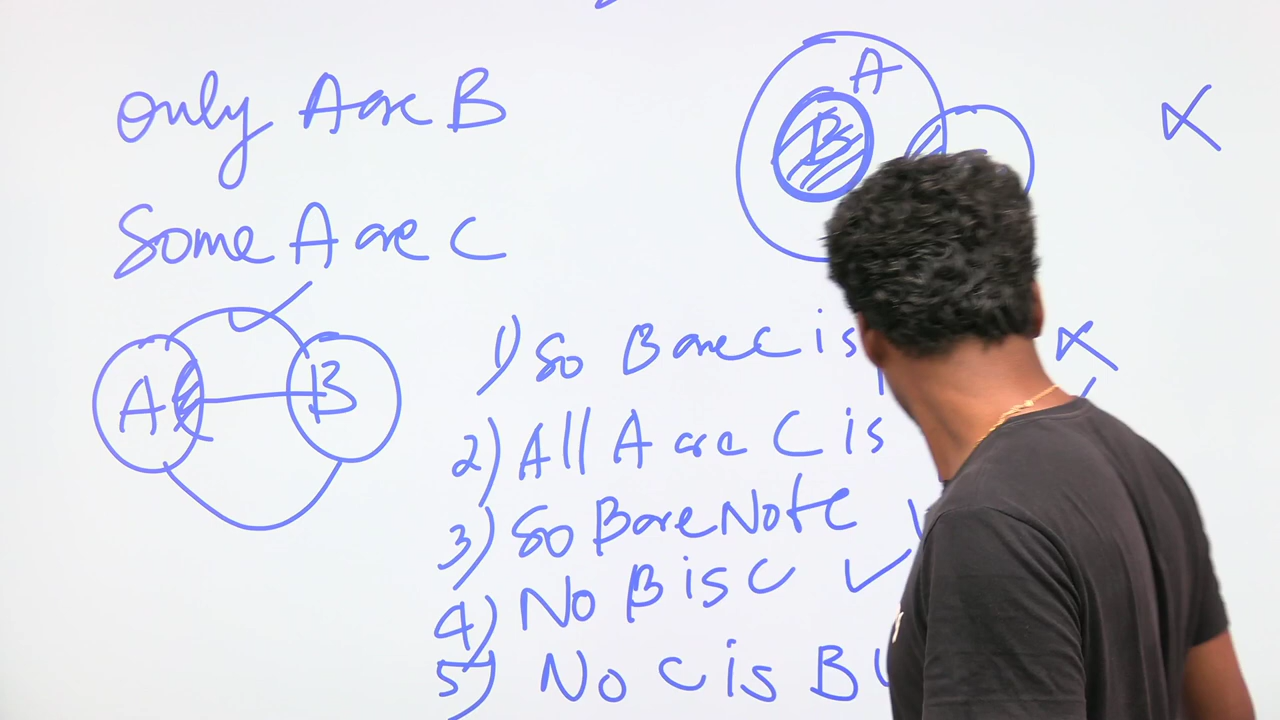 Only A are B
Some A are C
A
B
A B
1) So B are C is
2) All A are C is
3) So B are Not C
4) No B is C ✓
5) No C is B